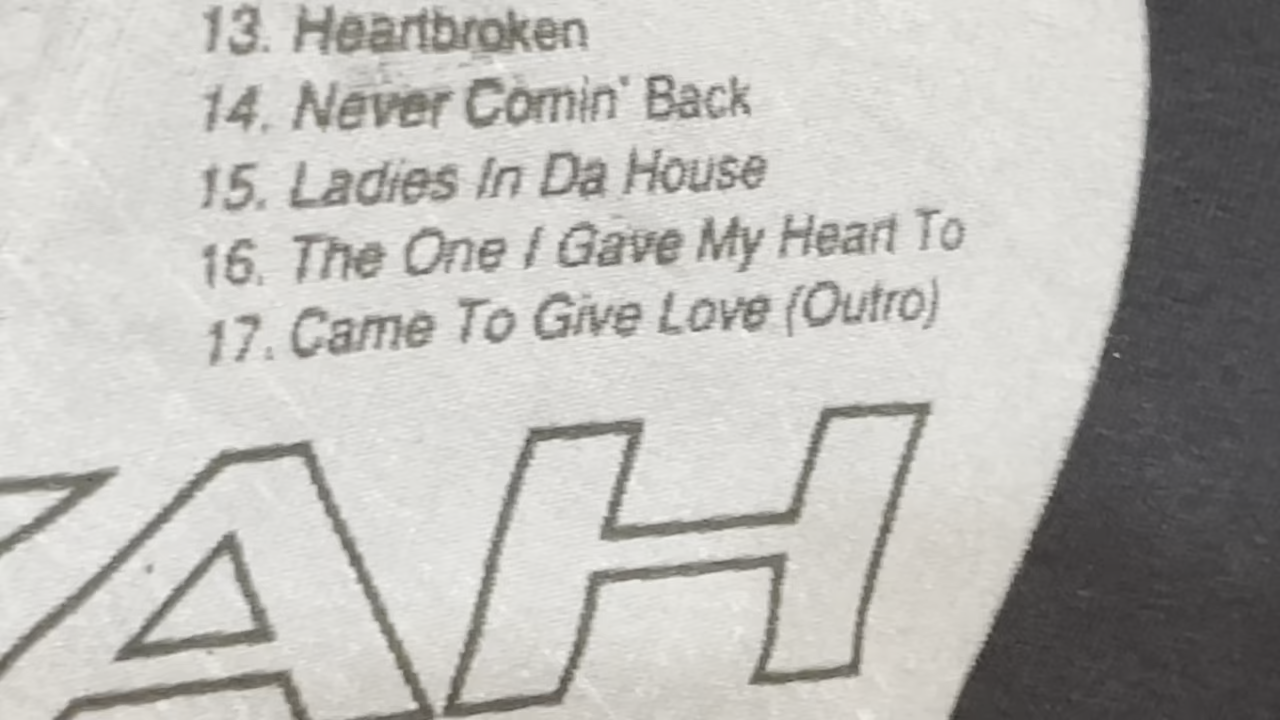 13. Heartbroken
14. Never Comin' Back
15. Ladies In Da House
16. The One I Gave My Heart To
17. Came To Give Love (Outro)
YAH